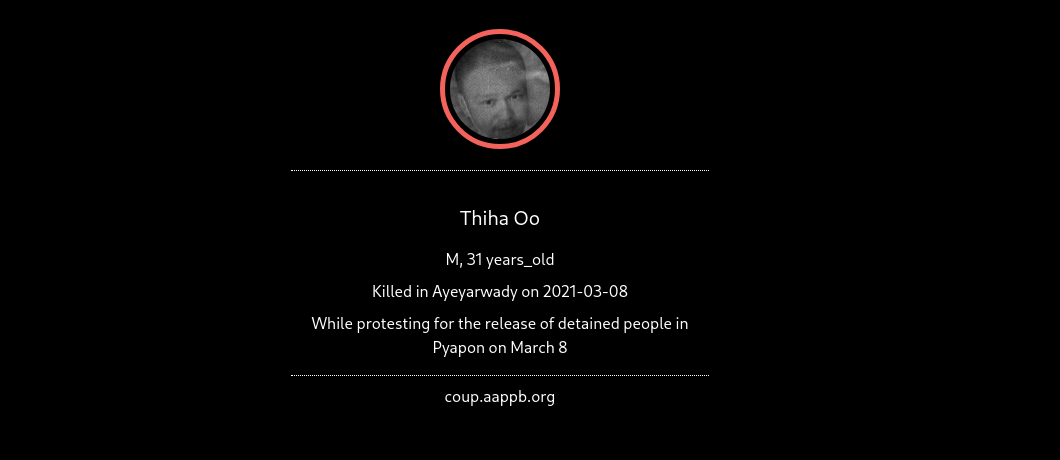 Thiha Oo
M, 31 years_old
Killed in Ayeyarwady on 2021-03-08
While protesting for the release of detained people in
Pyapon on March 8
coup.aappb.org